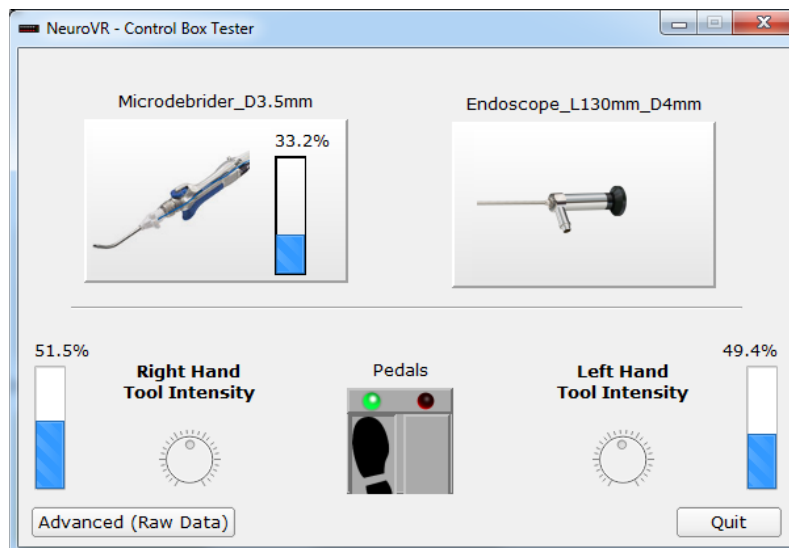 NeuroVR - Control Box Tester
Microdebrider_D3.5mm
Endoscope_L130mm_D4mm
33.2%
51.5%
49.4%
Right Hand
Tool Intensity
Pedals
Left Hand
Tool Intensity
Advanced (Raw Data)
Quit